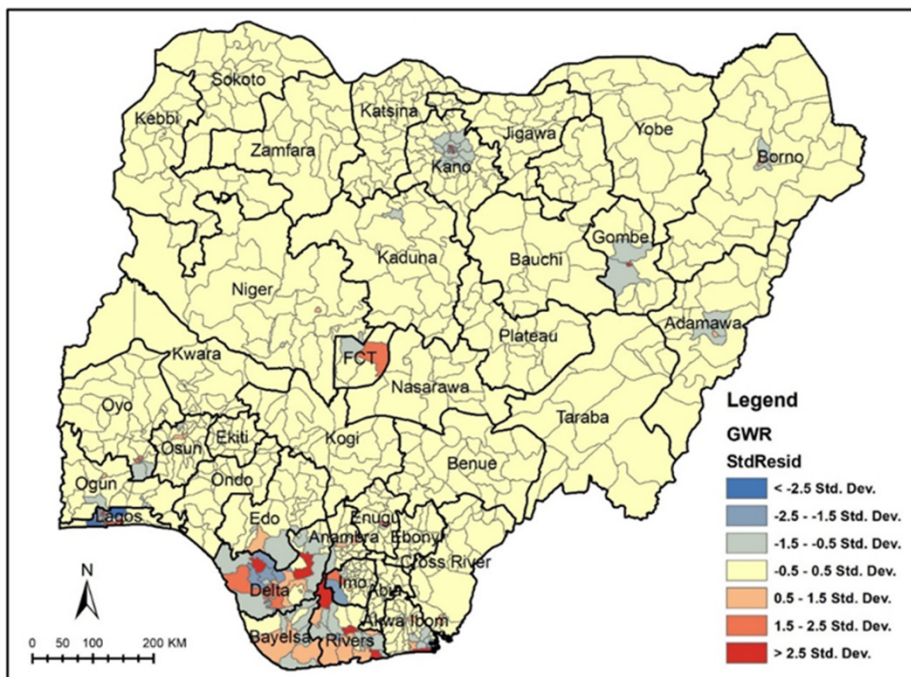 Sokoto
Kebbi
Katsina
Jigawa
Yobe
Zamfara
Kano
Borno
Kaduna
Bauchi
Gombe
Niger
Adamawa
Plateau
FCT
Kwara
Nasarawa
Oyo
Taraba
Osun
Ekiti
Kogi
Benue
Ogun
Ondo
Lagos
Edo
Enugu
Anambra
Ebonyi
Cross River
Delta
Imo
Abia
Akwa Ibom
Bayelsa
Rivers
N
0 50 100 200 KM
Legend
GWR
StdResid
< -2.5 Std. Dev.
-2.5 - -1.5 Std. Dev.
-1.5 - -0.5 Std. Dev.
-0.5 - 0.5 Std. Dev.
0.5 - 1.5 Std. Dev.
1.5 - 2.5 Std. Dev.
> 2.5 Std. Dev.